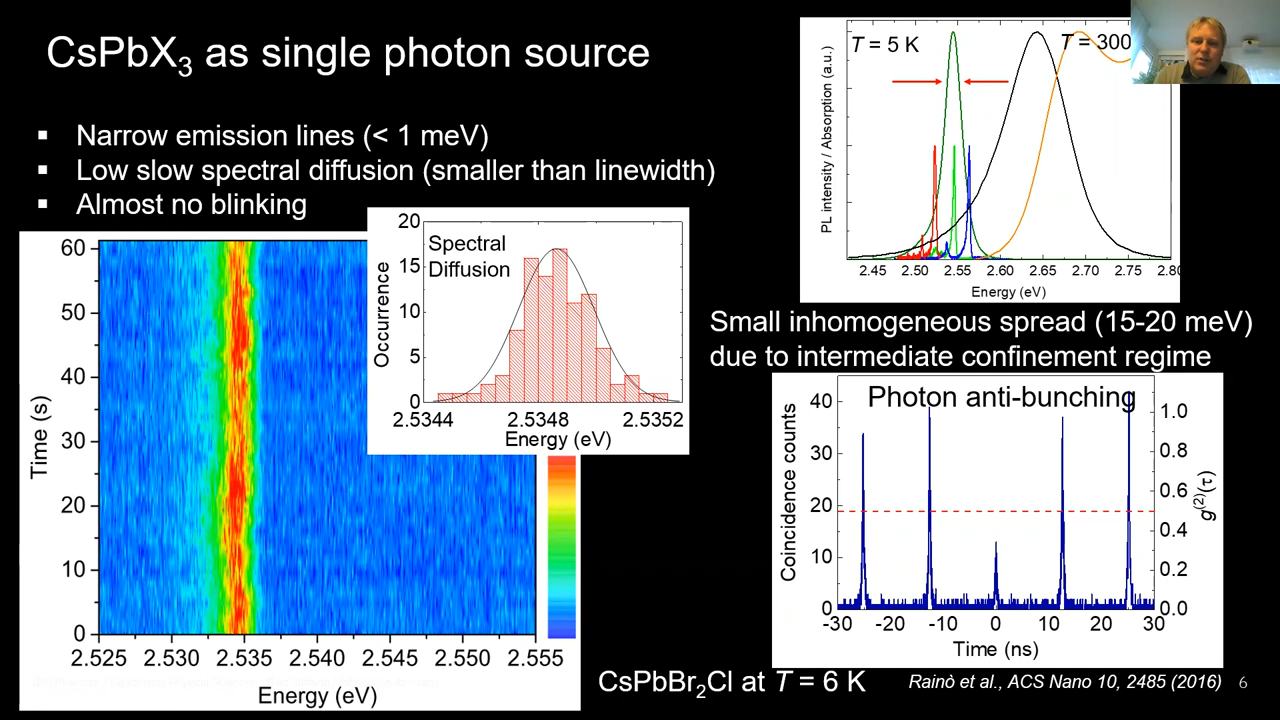 CsPbX3 as single photon source
▪ Narrow emission lines (< 1 meV)
▪ Low slow spectral diffusion (smaller than linewidth)
▪ Almost no blinking
60
50
40
30
20
10
0
Time (s)
2.525 2.530 2.535 2.540 2.545 2.550 2.555
Energy (eV)
Spectral
Diffusion
20
15
10
5
0
Occurrence
2.5344 2.5348 2.5352
Energy (eV)
T = 5 K
T = 300
PL intensity / Absorption (a.u.)
2.45 2.50 2.55 2.60 2.65 2.70 2.75 2.80
Energy (eV)
Small inhomogeneous spread (15-20 meV)
due to intermediate confinement regime
Photon anti-bunching
40
30
20
10
0
Coincidence counts
1.0
0.8
0.6
0.4
0.2
0.0
g(2)(τ)
-30 -20 -10 0 10 20 30
Time (ns)
CsPbBr2Cl at T = 6 K
Rainò et al., ACS Nano 10, 2485 (2016)
6